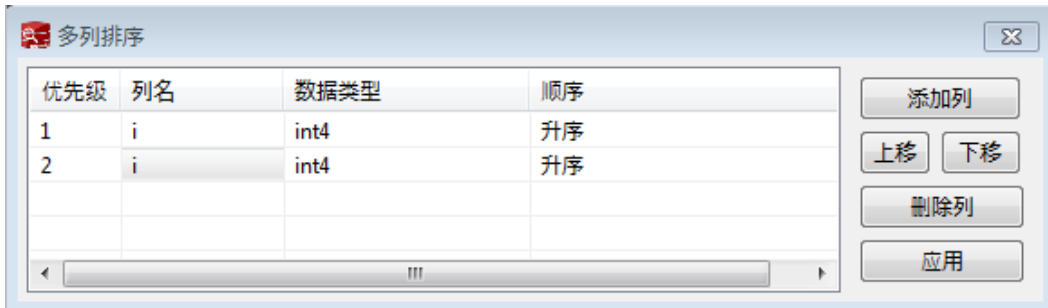 多列排序
优先级 列名 数据类型 顺序
1 i int4 升序
2 i int4 升序
添加列
上移 下移
删除列
应用